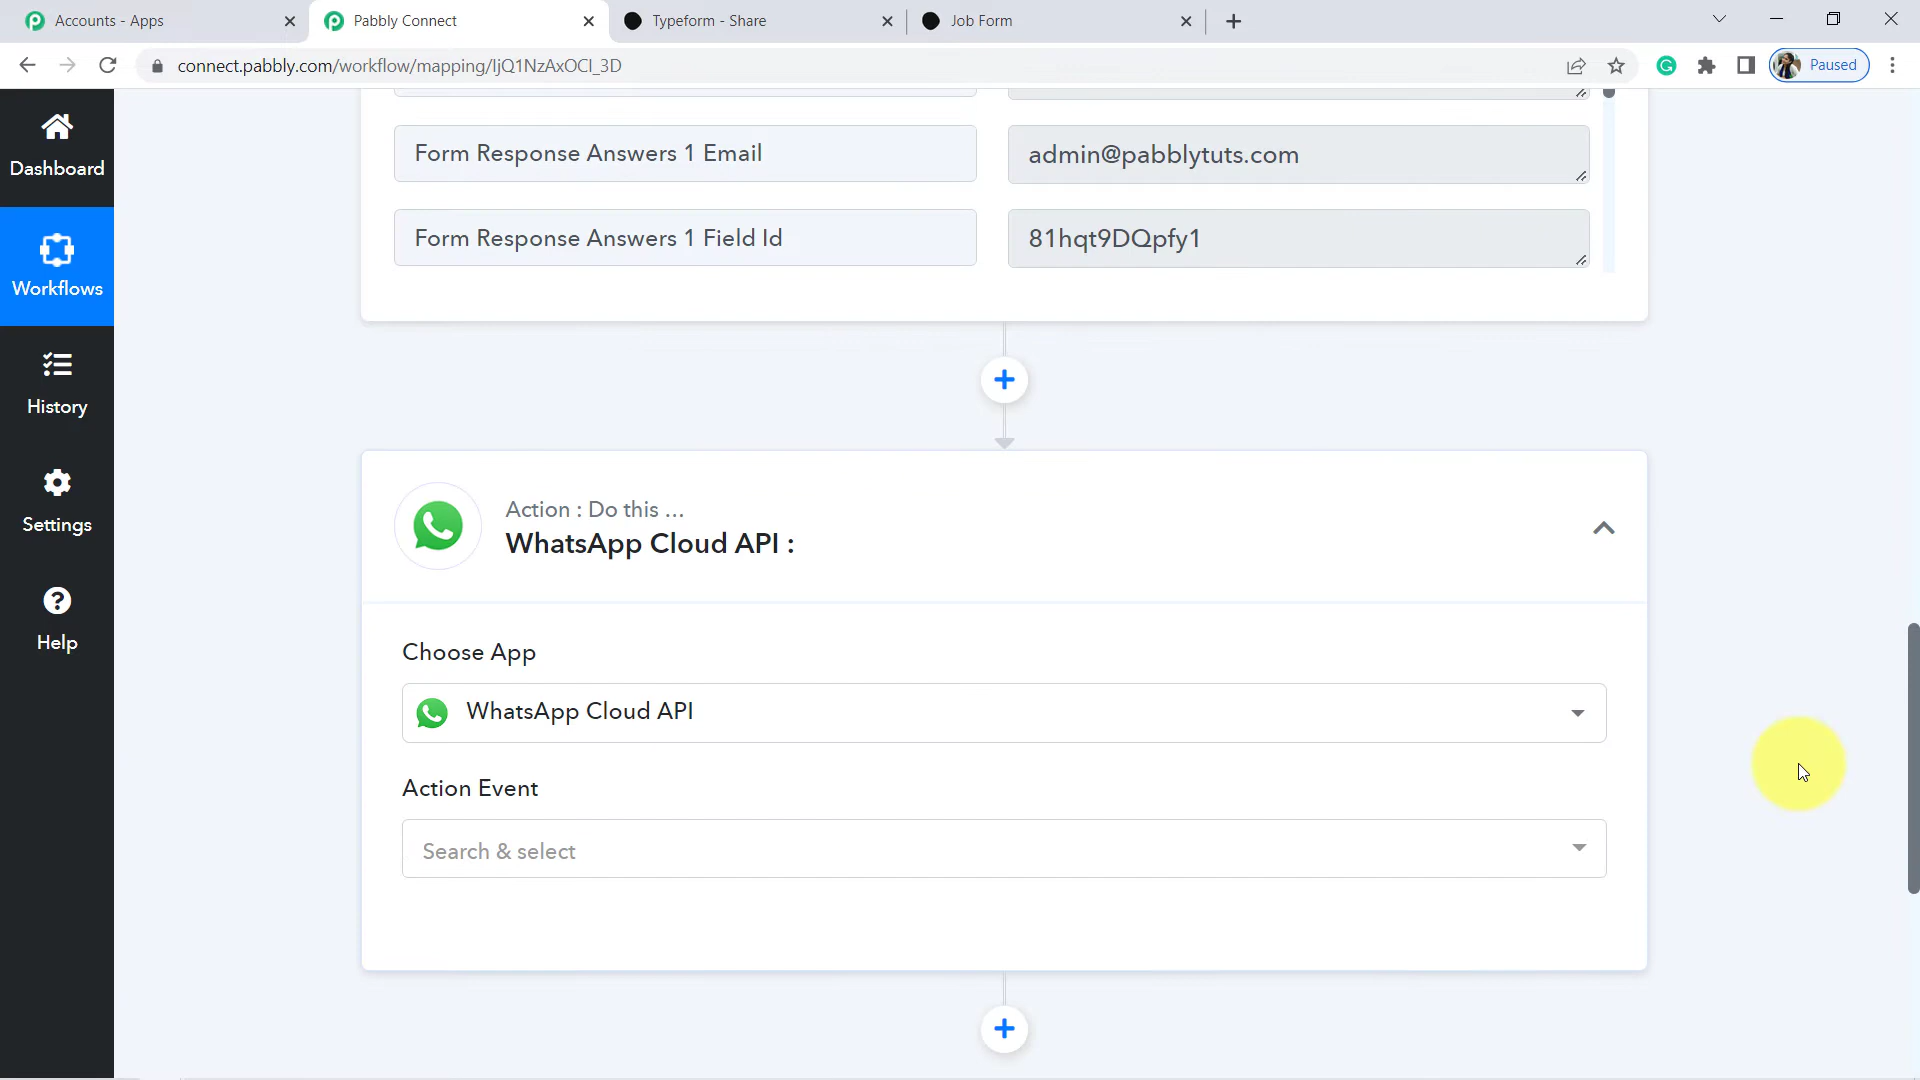 Accounts - Apps
Pabbly Connect
Typeform - Share
Job Form
connect.pabbly.com/workflow/mapping/IjQ1NzAxOCI_3D
Paused
Dashboard
Workflows
History
Settings
Help
Form Response Answers 1 Email
admin@pabblytuts.com
Form Response Answers 1 Field Id
81hqt9DQpfy1
Action : Do this ...
WhatsApp Cloud API :
Choose App
WhatsApp Cloud API
Action Event
Search & select